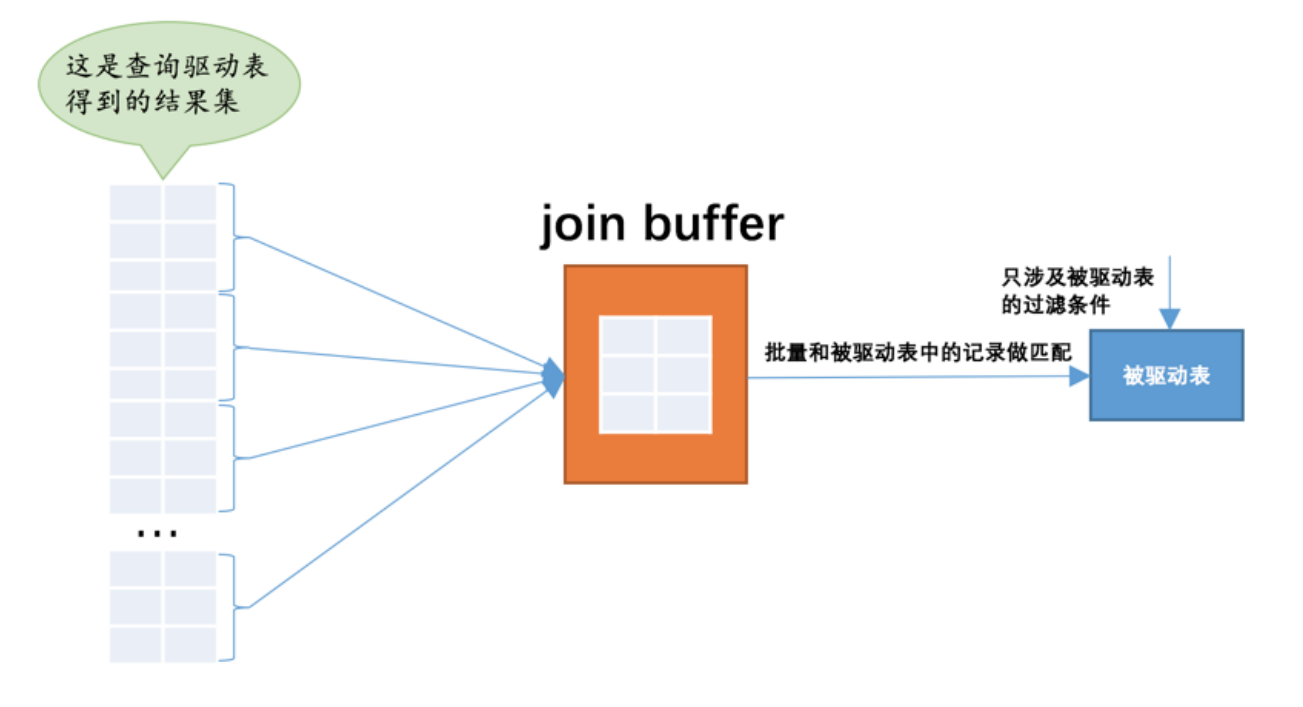 这是查询驱动表
得到的结果集
join buffer
只涉及被驱动表
的过滤条件
批量和被驱动表中的记录做匹配
被驱动表
...